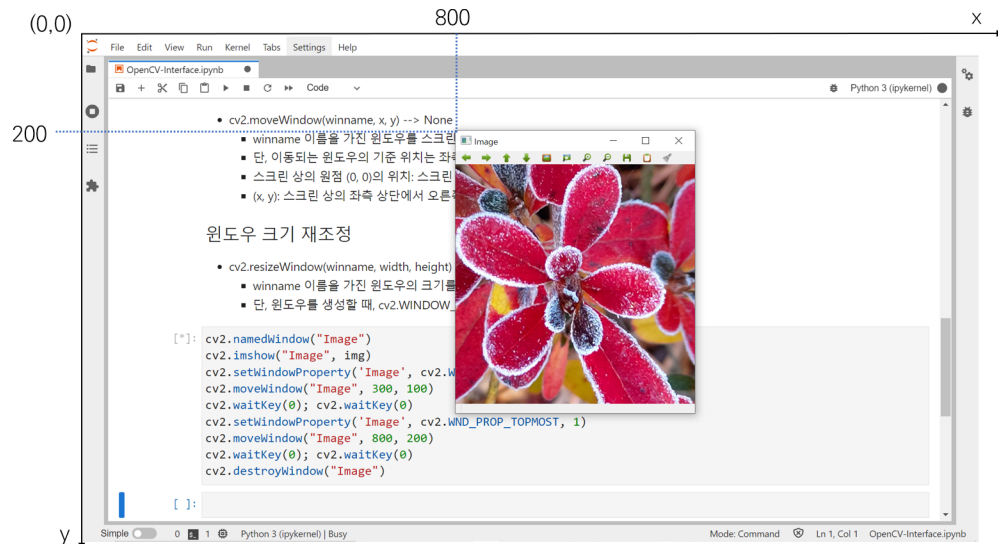 (0,0)
800
x
File Edit View Run Kernel Tabs Settings Help
OpenCV-Interface.ipynb
Code
Python 3 (ipykernel)
200
cv2.moveWindow(winname, x, y) --> None
winname 이름을 가진 윈도우를 스크린
단, 이동되는 윈도우의 기준 위치는 좌측
스크린 상의 원점 (0, 0)의 위치: 스크린
(x, y): 스크린 상의 좌측 상단에서 오른쪽
Image
윈도우 크기 재조정
cv2.resizeWindow(winname, width, height)
winname 이름을 가진 윈도우의 크기를
단, 윈도우를 생성할 때, cv2.WINDOW_
[*]:
cv2.namedWindow("Image")
cv2.imshow("Image", img)
cv2.setWindowProperty('Image', cv2.W
cv2.moveWindow("Image", 300, 100)
cv2.waitKey(0); cv2.waitKey(0)
cv2.setWindowProperty('Image', cv2.WND_PROP_TOPMOST, 1)
cv2.moveWindow("Image", 800, 200)
cv2.waitKey(0); cv2.waitKey(0)
cv2.destroyWindow("Image")
[ ]:
y
Simple 0 1 Python 3 (ipykernel) | Busy Mode: Command Ln 1, Col 1 OpenCV-Interface.ipynb